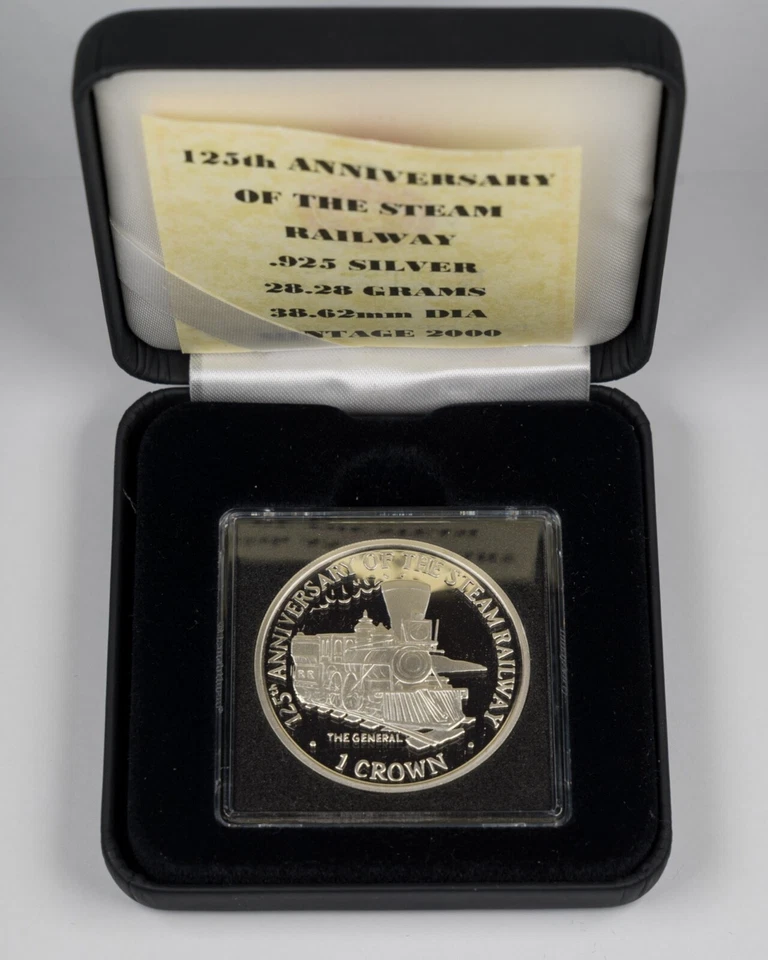 125th ANNIVERSARY
OF THE STEAM
RAILWAY
.925 SILVER
28.28 GRAMS
38.62mm DIA
2000
125th ANNIVERSARY OF THE STEAM RAILWAY
THE GENERAL
1 CROWN